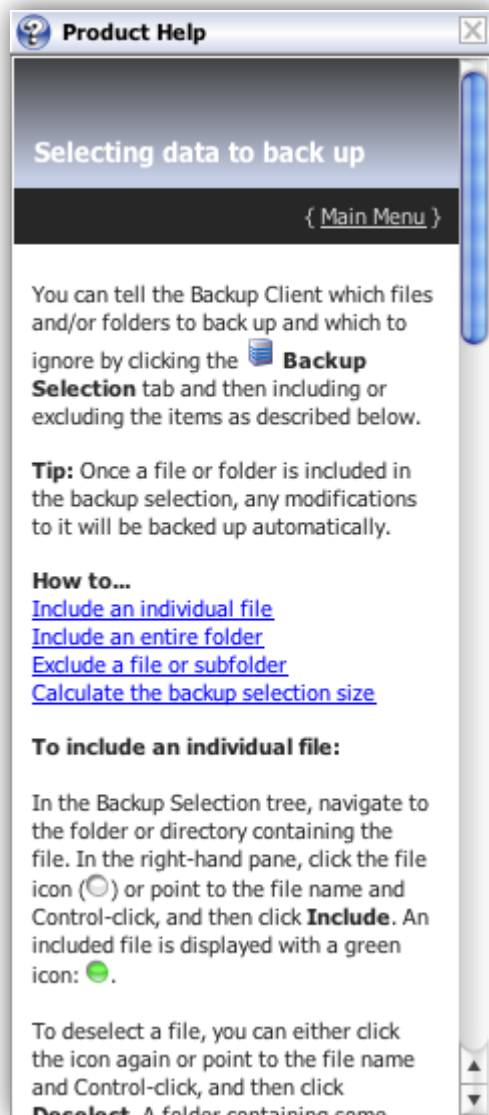 Product Help
Selecting data to back up
{ Main Menu }
You can tell the Backup Client which files
and/or folders to back up and which to
ignore by clicking the Backup
Selection tab and then including or
excluding the items as described below.
Tip: Once a file or folder is included in
the backup selection, any modifications
to it will be backed up automatically.
How to...
Include an individual file
Include an entire folder
Exclude a file or subfolder
Calculate the backup selection size
To include an individual file:
In the Backup Selection tree, navigate to
the folder or directory containing the
file. In the right-hand pane, click the file
icon () or point to the file name and
Control-click, and then click Include. An
included file is displayed with a green
icon: .
To deselect a file, you can either click
the icon again or point to the file name
and Control-click, and then click
Deselect. A folder containing some